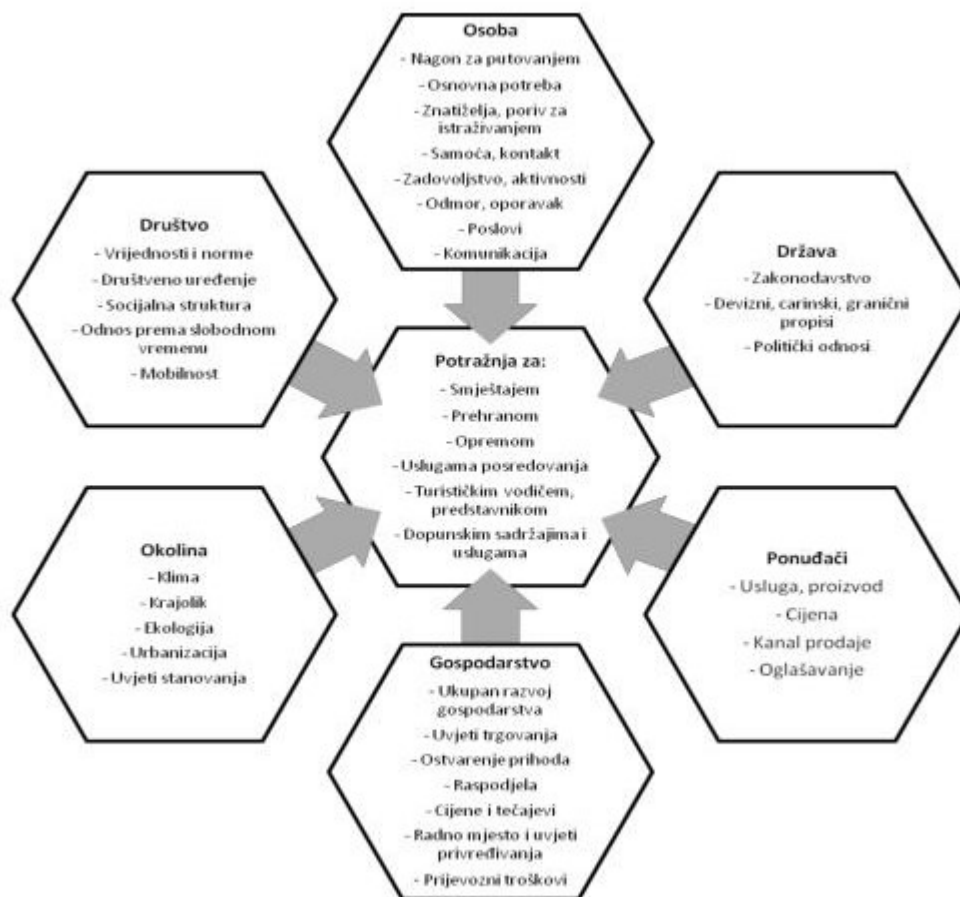 Osoba
- Nagon za putovanjem
- Osnovna potreba
- Znatiželja, poriv za
istraživanjem
- Samoća, kontakt
- Zadovoljstvo, aktivnosti
- Odmor, oporavak
- Poslovi
- Komunikacija
Društvo
- Vrijednosti i norme
- Društveno uređenje
- Socijalna struktura
- Odnos prema slobodnom
vremenu
- Mobilnost
Država
- Zakonodavstvo
- Devizni, carinski, granični
propisi
- Politički odnosi
Potražnja za:
- Smještajem
- Prehranom
- Opremom
- Uslugama posredovanja
- Turističkim vodičem,
predstavnikom
- Dopunskim sadržajima i
uslugama
Okolina
- Klima
- Krajolik
- Ekologija
- Urbanizacija
- Uvjeti stanovanja
Ponuđači
- Usluga, proizvod
- Cijena
- Kanal prodaje
- Oglašavanje
Gospodarstvo
- Ukupan razvoj
gospodarstva
- Uvjeti trgovanja
- Ostvarenje prihoda
- Raspodjela
- Cijene i tečajevi
- Radno mjesto i uvjeti
privređivanja
- Prijevozni troškovi